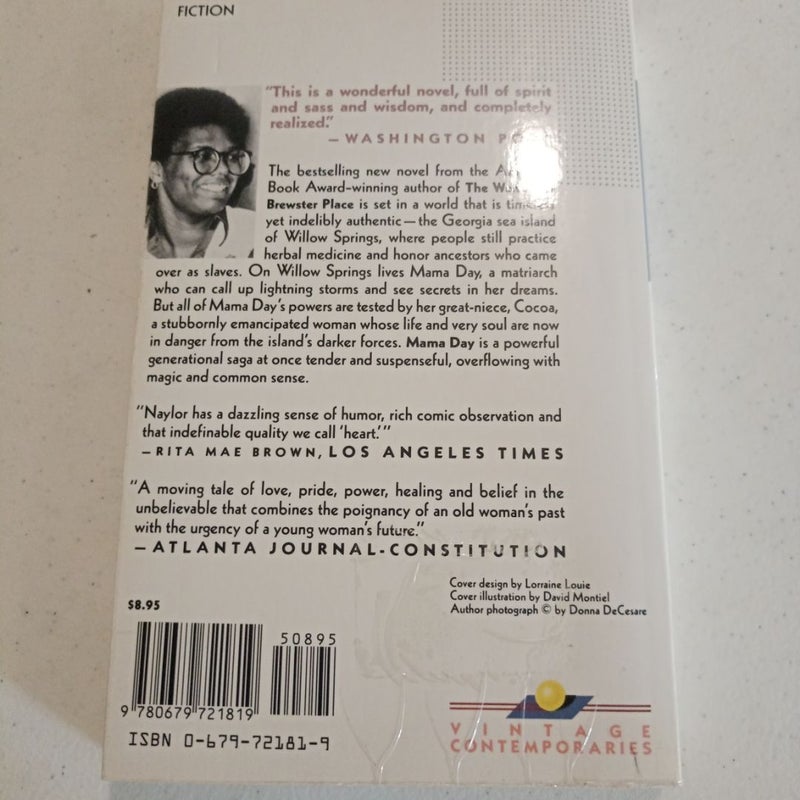 FICTION
"This is a wonderful novel, full of spirit
and sass and wisdom, and completely
realized."
— WASHINGTON
The bestselling new novel from the
Book Award-winning author of The
Brewster Place is set in a world that is timeless
yet indelibly authentic—the Georgia sea island
of Willow Springs, where people still practice
herbal medicine and honor ancestors who came
over as slaves. On Willow Springs lives Mama Day, a matriarch
who can call up lightning storms and see secrets in her dreams.
But all of Mama Day's powers are tested by her great-niece, Cocoa,
a stubbornly emancipated woman whose life and very soul are now
in danger from the island's darker forces. Mama Day is a powerful
generational saga at once tender and suspenseful, overflowing with
magic and common sense.
"Naylor has a dazzling sense of humor, rich comic observation and
that indefinable quality we call 'heart.'"
—RITA MAE BROWN, LOS ANGELES TIMES
"A moving tale of love, pride, power, healing and belief in the
unbelievable that combines the poignancy of an old woman's past
with the urgency of a young woman's future."
—ATLANTA JOURNAL-CONSTITUTION
Cover design by Lorraine Louie
Cover illustration by David Montiel
Author photograph © by Donna DeCesare
$8.95
50895
9 780679 721819
ISBN 0-679-72181-9
VINTAGE
CONTEMPORARIES